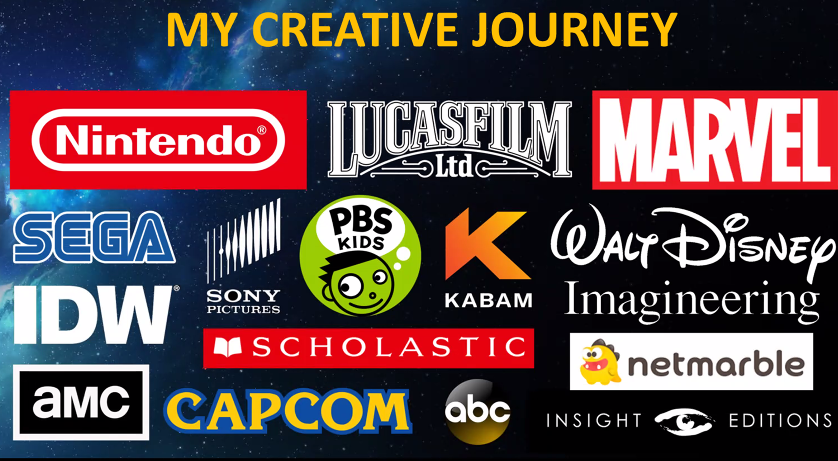 MY CREATIVE JOURNEY
Nintendo®
LUCASFILM
Ltd
MARVEL
SEGA
SONY
PICTURES
PBS
KIDS
KABAM
WALT DISNEY
Imagineering
IDW®
SCHOLASTIC
netmarble
aMC
CAPCOM
abc
INSIGHT EDITIONS